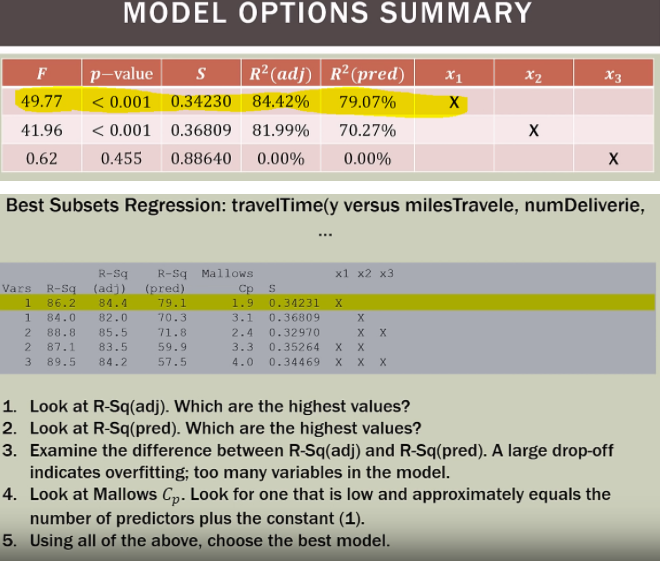 MODEL OPTIONS SUMMARY
F p−value S R²(adj) R²(pred) x₁ x₂ x₃
49.77 < 0.001 0.34230 84.42% 79.07% X
41.96 < 0.001 0.36809 81.99% 70.27% X
0.62 0.455 0.88640 0.00% 0.00% X
Best Subsets Regression: travelTime(y versus milesTravele, numDeliverie,
...
R-Sq R-Sq Mallows x1 x2 x3
Vars R-Sq (adj) (pred) Cp S
1 86.2 84.4 79.1 1.9 0.34231 X
1 84.0 82.0 70.3 3.1 0.36809 X
2 88.8 85.5 71.8 2.4 0.32970 X X
2 87.1 83.5 59.9 3.3 0.35264 X X
3 89.5 84.2 57.5 4.0 0.34469 X X X
1. Look at R-Sq(adj). Which are the highest values?
2. Look at R-Sq(pred). Which are the highest values?
3. Examine the difference between R-Sq(adj) and R-Sq(pred). A large drop-off
indicates overfitting; too many variables in the model.
4. Look at Mallows Cₚ. Look for one that is low and approximately equals the
number of predictors plus the constant (1).
5. Using all of the above, choose the best model.